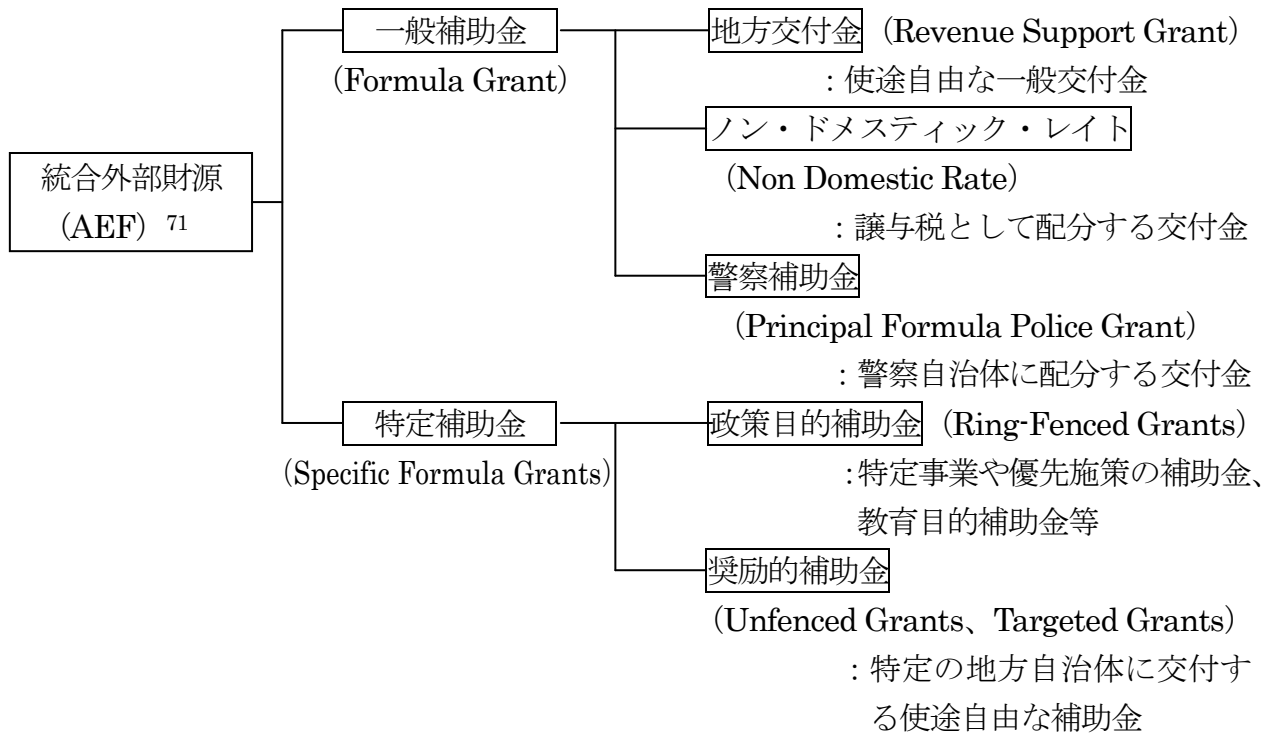 一般補助金
(Formula Grant)
地方交付金（Revenue Support Grant）
：使途自由な一般交付金
ノン・ドメスティック・レイト
（Non Domestic Rate）
：譲与税として配分する交付金
統合外部財源
（AEF）71
警察補助金
（Principal Formula Police Grant）
：警察自治体に配分する交付金
特定補助金
(Specific Formula Grants)
政策目的補助金（Ring-Fenced Grants）
：特定事業や優先施策の補助金、
教育目的補助金等
奨励的補助金
（Unfenced Grants、Targeted Grants）
：特定の地方自治体に交付す
る使途自由な補助金